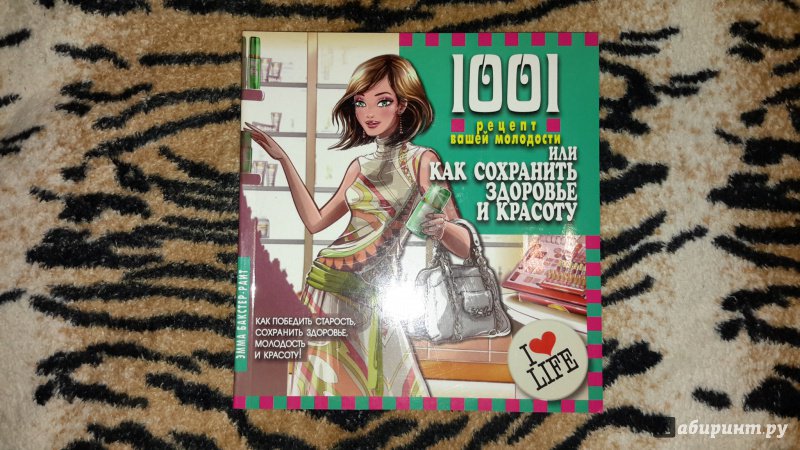 1001
рецепт
вашей молодости
или
КАК СОХРАНИТЬ
ЗДОРОВЬЕ
И КРАСОТУ
ЭММА БАКСТЕР-РАЙТ
КАК ПОБЕДИТЬ СТАРОСТЬ,
СОХРАНИТЬ ЗДОРОВЬЕ,
МОЛОДОСТЬ
И КРАСОТУ!
I ❤
LIFE
Лабиринт.ру